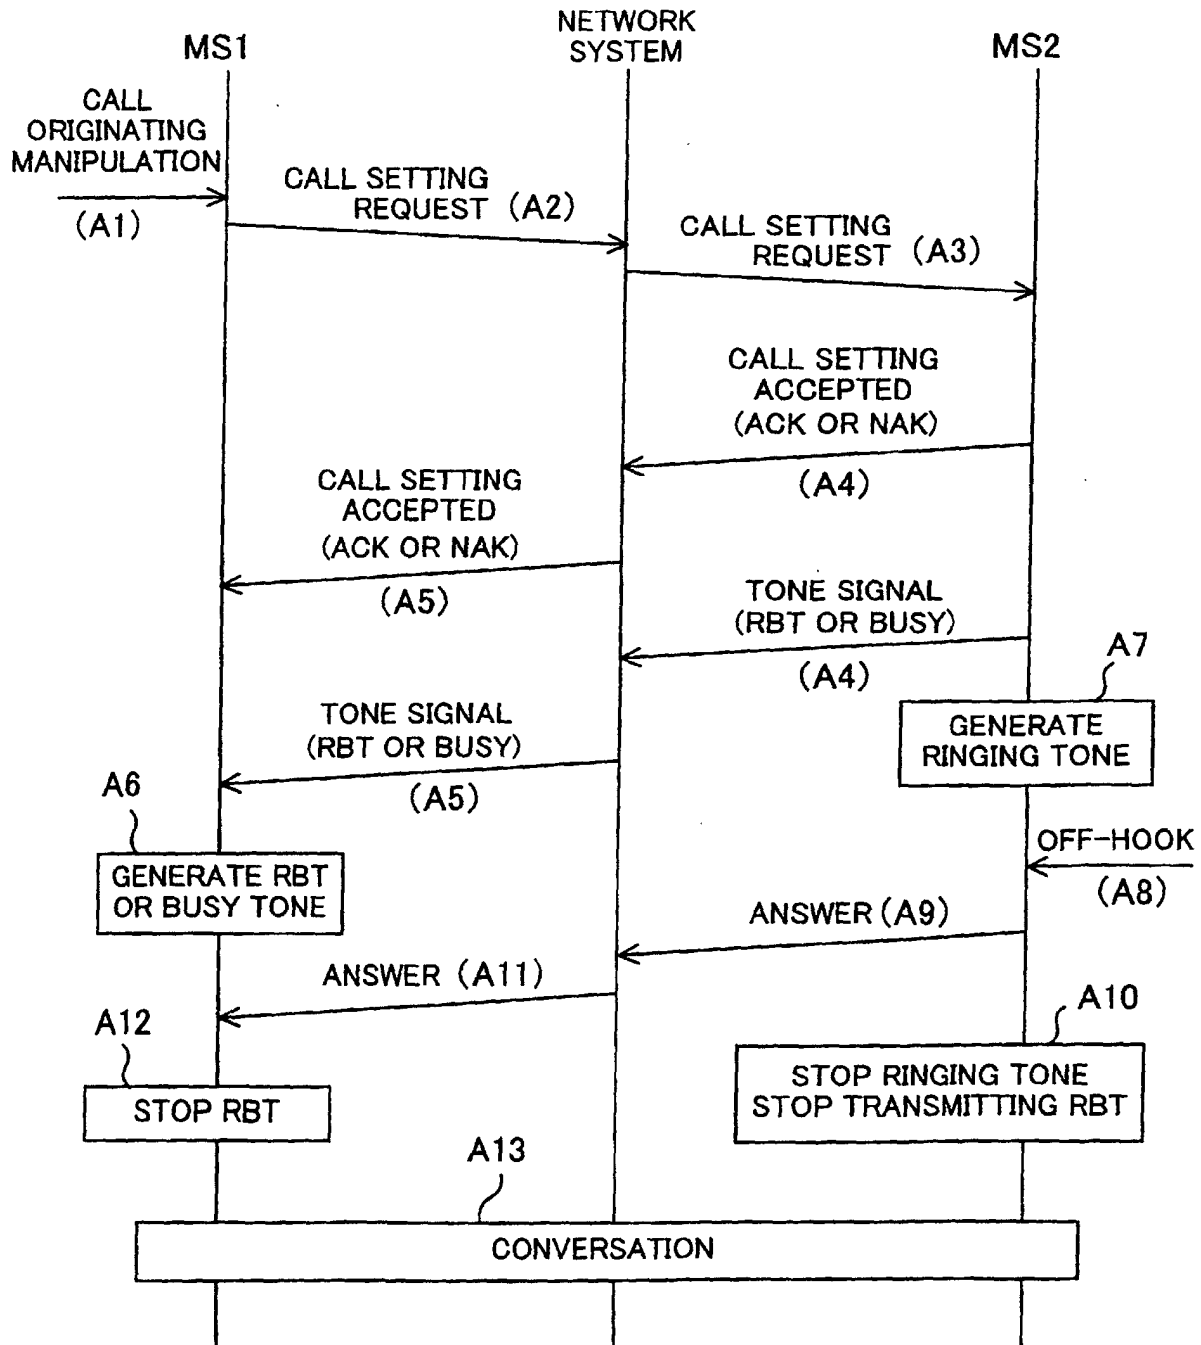 NETWORK
SYSTEM
MS1
MS2
CALL
ORIGINATING
MANIPULATION
(A1)
CALL SETTING
REQUEST (A2)
CALL SETTING
REQUEST (A3)
CALL SETTING
ACCEPTED
(ACK OR NAK)
(A4)
CALL SETTING
ACCEPTED
(ACK OR NAK)
(A5)
TONE SIGNAL
(RBT OR BUSY)
(A4)
A7
GENERATE
RINGING TONE
TONE SIGNAL
(RBT OR BUSY)
(A5)
A6
GENERATE RBT
OR BUSY TONE
OFF-HOOK
(A8)
ANSWER (A9)
ANSWER (A11)
A10
STOP RINGING TONE
STOP TRANSMITTING RBT
A12
STOP RBT
A13
CONVERSATION